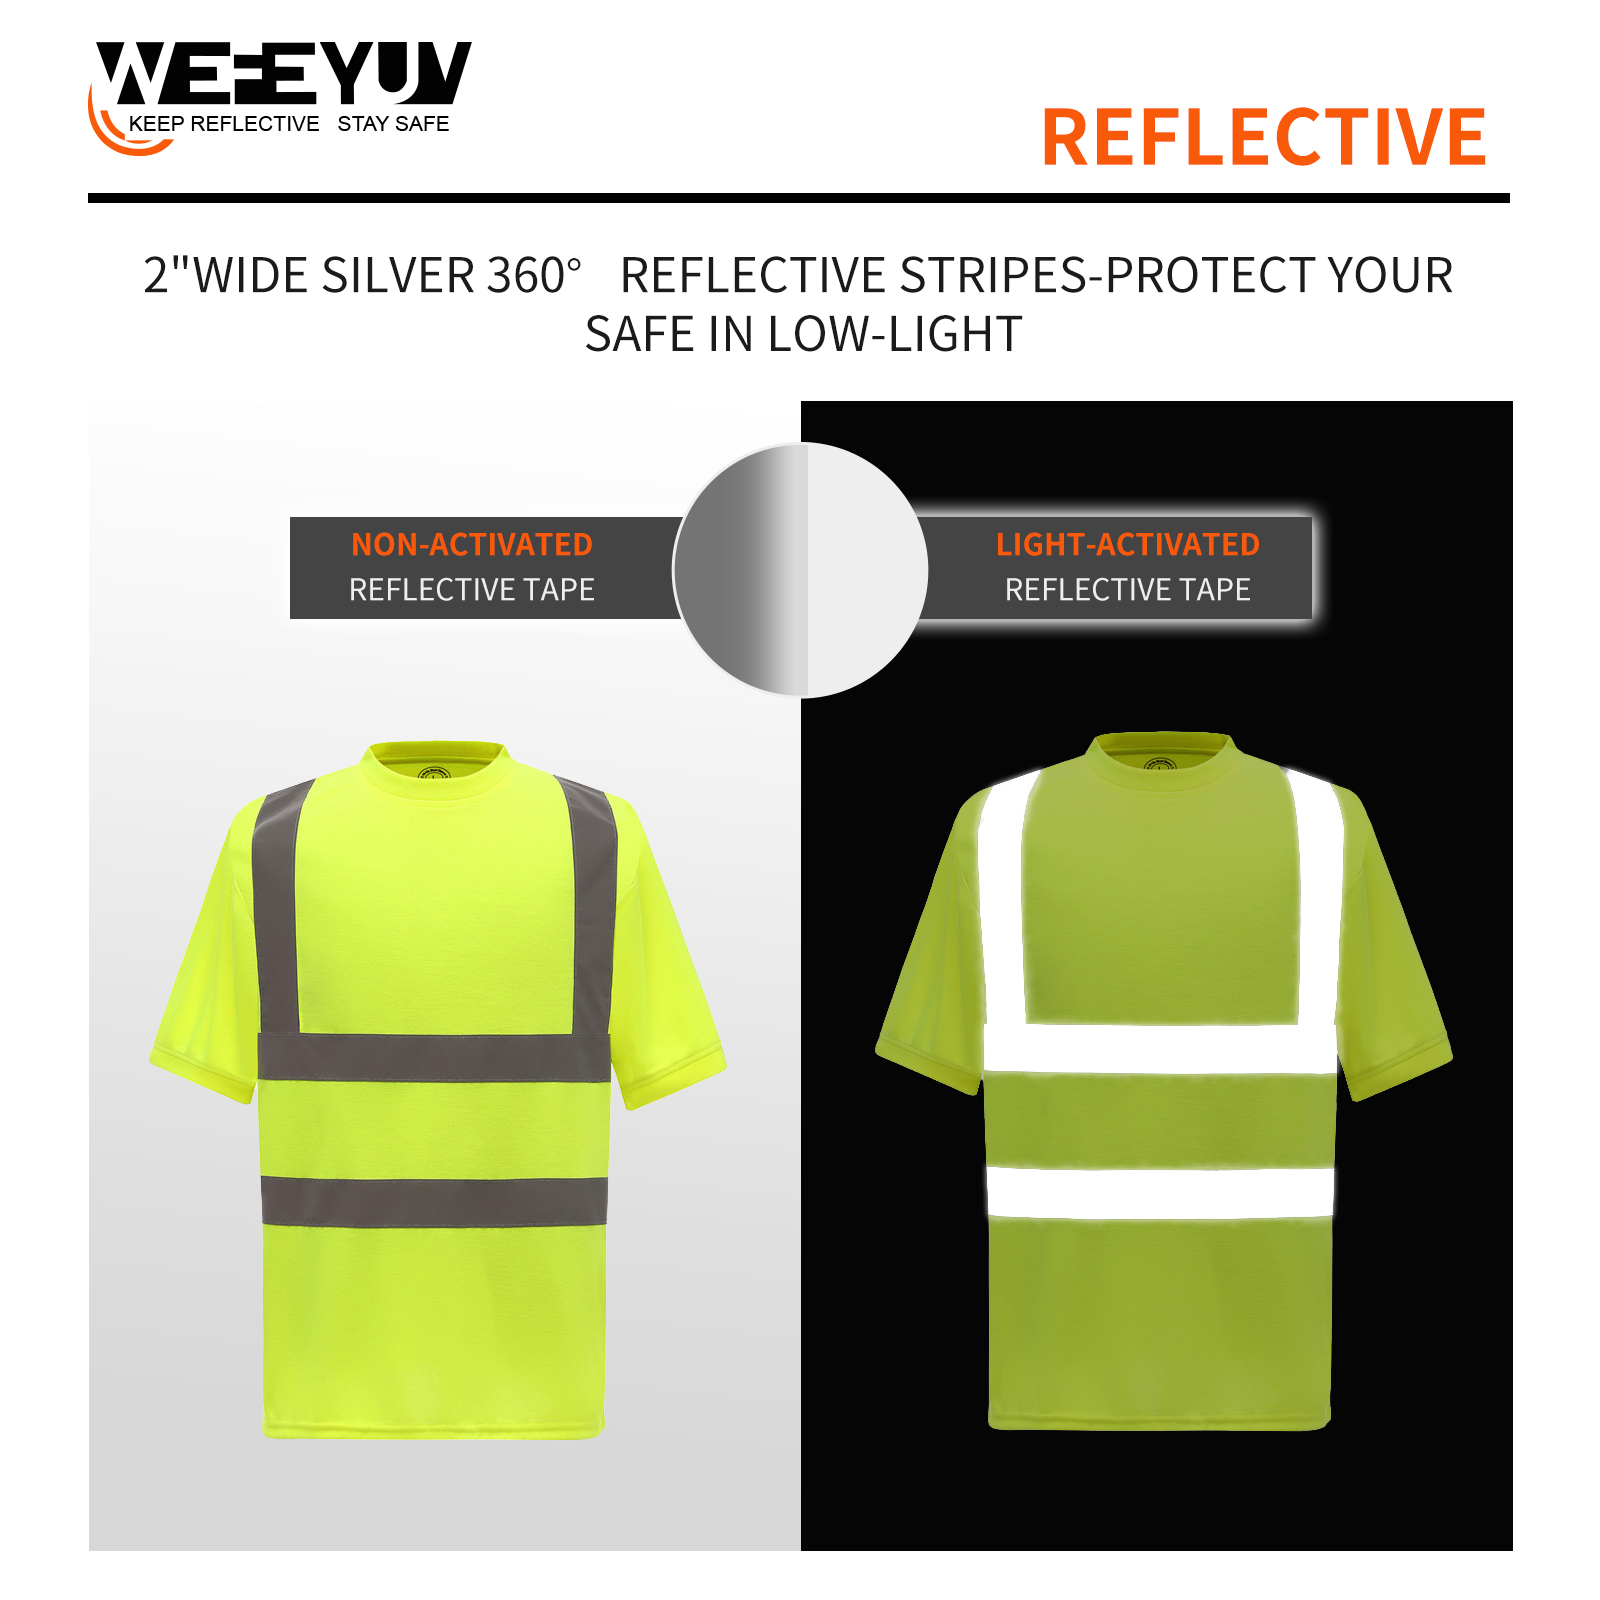 WEFEYUV
KEEP REFLECTIVE STAY SAFE
REFLECTIVE
2"WIDE SILVER 360° REFLECTIVE STRIPES-PROTECT YOUR
SAFE IN LOW-LIGHT
NON-ACTIVATED
REFLECTIVE TAPE
LIGHT-ACTIVATED
REFLECTIVE TAPE